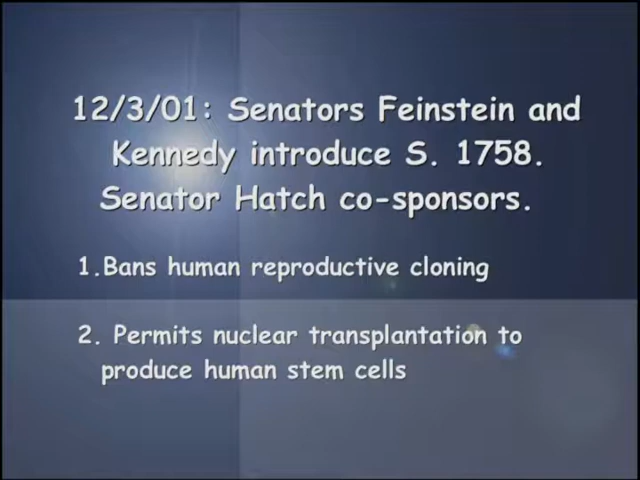 12/3/01: Senators Feinstein and
Kennedy introduce S. 1758.
Senator Hatch co-sponsors.
1.Bans human reproductive cloning
2. Permits nuclear transplantation to
produce human stem cells